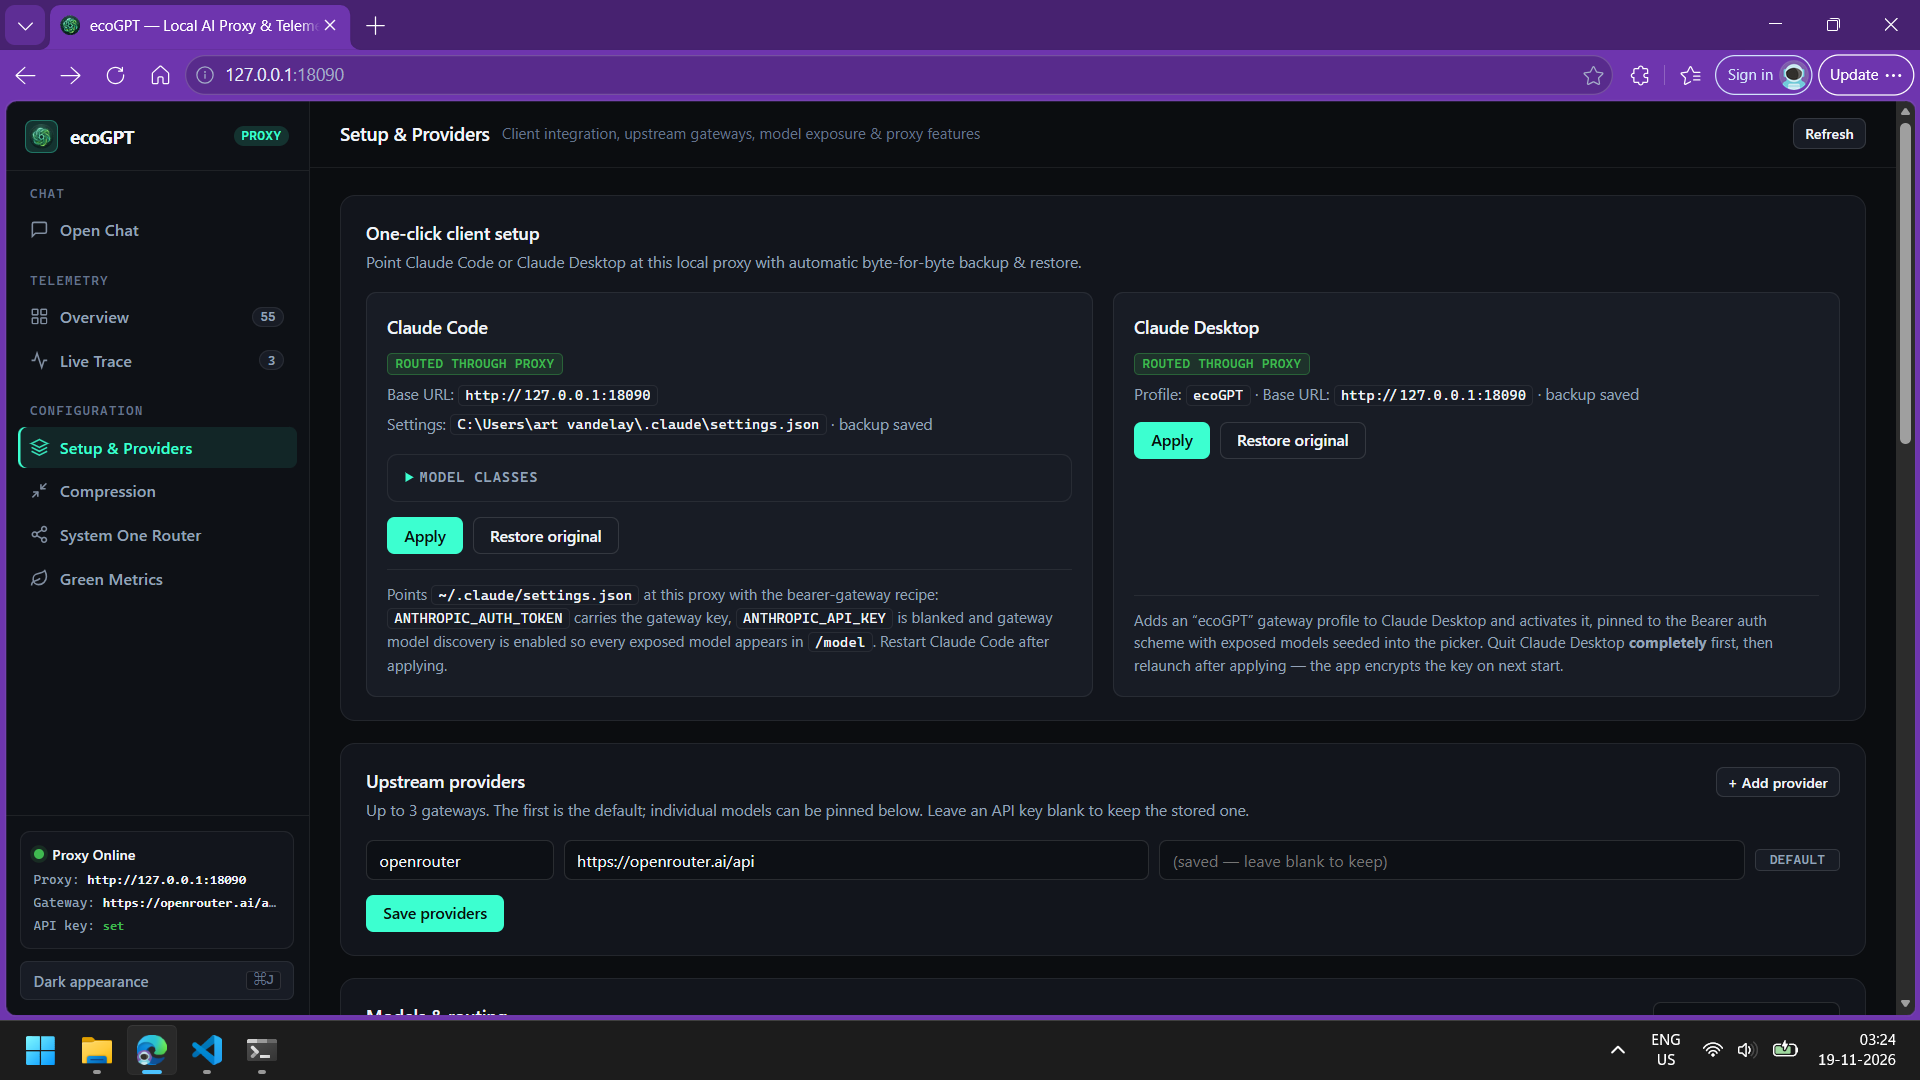 ecoGPT — Local AI Proxy & Telem
127.0.0.1:18090
Sign in
Update
ecoGPT
PROXY
CHAT
Open Chat
TELEMETRY
Overview 55
Live Trace 3
CONFIGURATION
Setup & Providers
Compression
System One Router
Green Metrics
Proxy Online
Proxy: http://127.0.0.1:18090
Gateway: https://openrouter.ai/a…
API key: set
Dark appearance ⌘J
Setup & Providers Client integration, upstream gateways, model exposure & proxy features
Refresh
One-click client setup
Point Claude Code or Claude Desktop at this local proxy with automatic byte-for-byte backup & restore.
Claude Code
ROUTED THROUGH PROXY
Base URL: http://127.0.0.1:18090
Settings: C:\Users\art vandelay\.claude\settings.json · backup saved
MODEL CLASSES
Apply
Restore original
Points ~/.claude/settings.json at this proxy with the bearer-gateway recipe:
ANTHROPIC_AUTH_TOKEN carries the gateway key, ANTHROPIC_API_KEY is blanked and gateway
model discovery is enabled so every exposed model appears in /model. Restart Claude Code after
applying.
Claude Desktop
ROUTED THROUGH PROXY
Profile: ecoGPT · Base URL: http://127.0.0.1:18090 · backup saved
Apply
Restore original
Adds an “ecoGPT” gateway profile to Claude Desktop and activates it, pinned to the Bearer auth
scheme with exposed models seeded into the picker. Quit Claude Desktop completely first, then
relaunch after applying — the app encrypts the key on next start.
Upstream providers
+ Add provider
Up to 3 gateways. The first is the default; individual models can be pinned below. Leave an API key blank to keep the stored one.
openrouter
https://openrouter.ai/api
(saved — leave blank to keep)
DEFAULT
Save providers
Models & routing
ENG
US
03:24
19-11-2026